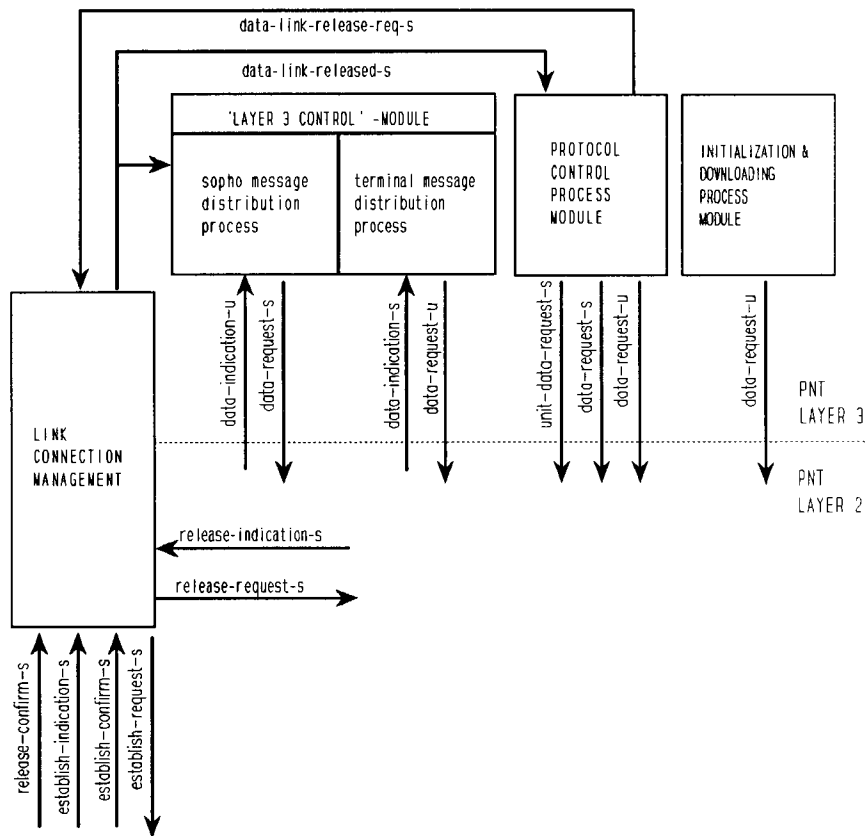 data-link-release-req-s
data-link-released-s
'LAYER 3 CONTROL' -MODULE
sopho message
distribution
process
terminal message
distribution
process
PROTOCOL
CONTROL
PROCESS
MODULE
INITIALIZATION &
DOWNLOADING
PROCESS
MODULE
data-indication-u
data-request-s
data-indication-s
data-request-u
unit-data-request-s
data-request-s
data-request-u
data-request-u
PNT
LAYER 3
LINK
CONNECTION
MANAGEMENT
PNT
LAYER 2
release-indication-s
release-request-s
release-confirm-s
establish-indication-s
establish-confirm-s
establish-request-s